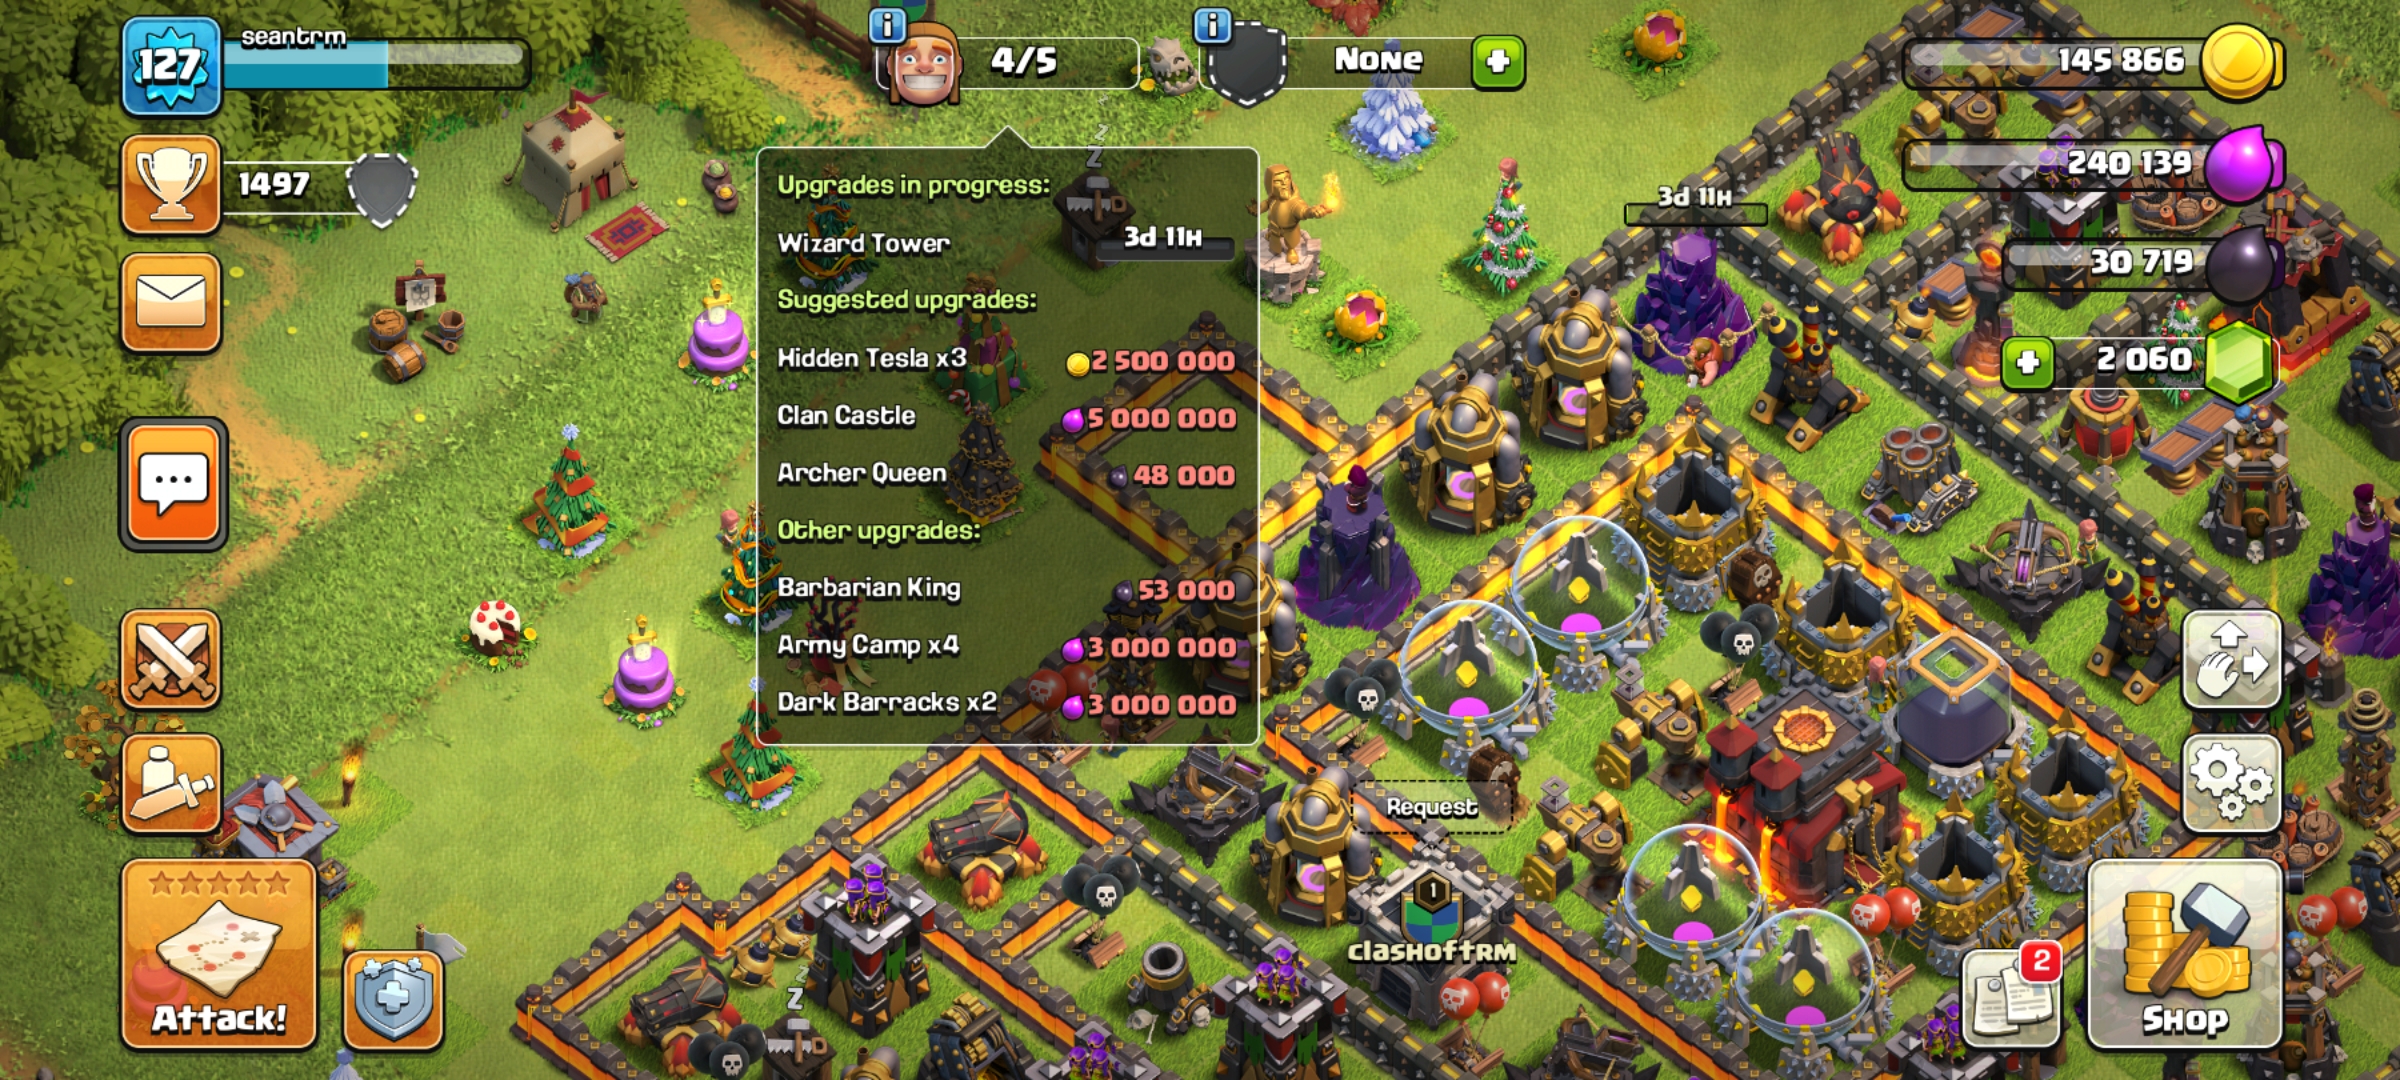 127
seantrm
4/5
None
145 866
240 139
30 719
2 060
1497
3d 11H
Upgrades in progress:
Wizard Tower 3d 11H
Suggested upgrades:
Hidden Tesla x3 2 500 000
Clan Castle 5 000 000
Archer Queen 48 000
Other upgrades:
Barbarian King 53 000
Army Camp x4 3 000 000
Dark Barracks x2 3 000 000
Request
1
clashoftRM
Attack!
2
Shop
z
z
z
z